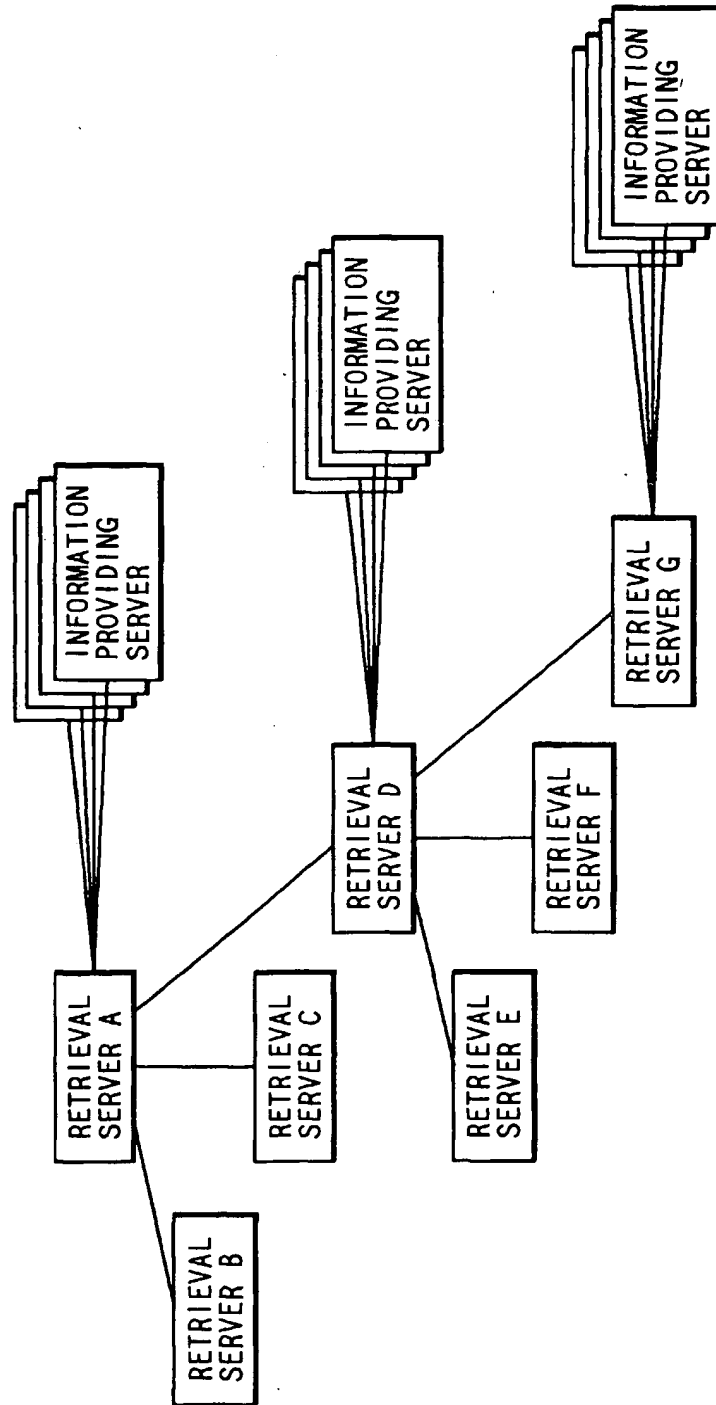 RETRIEVAL
SERVER A
INFORMATION
PROVIDING
SERVER
RETRIEVAL
SERVER B
RETRIEVAL
SERVER C
RETRIEVAL
SERVER D
INFORMATION
PROVIDING
SERVER
RETRIEVAL
SERVER E
RETRIEVAL
SERVER F
RETRIEVAL
SERVER G
INFORMATION
PROVIDING
SERVER